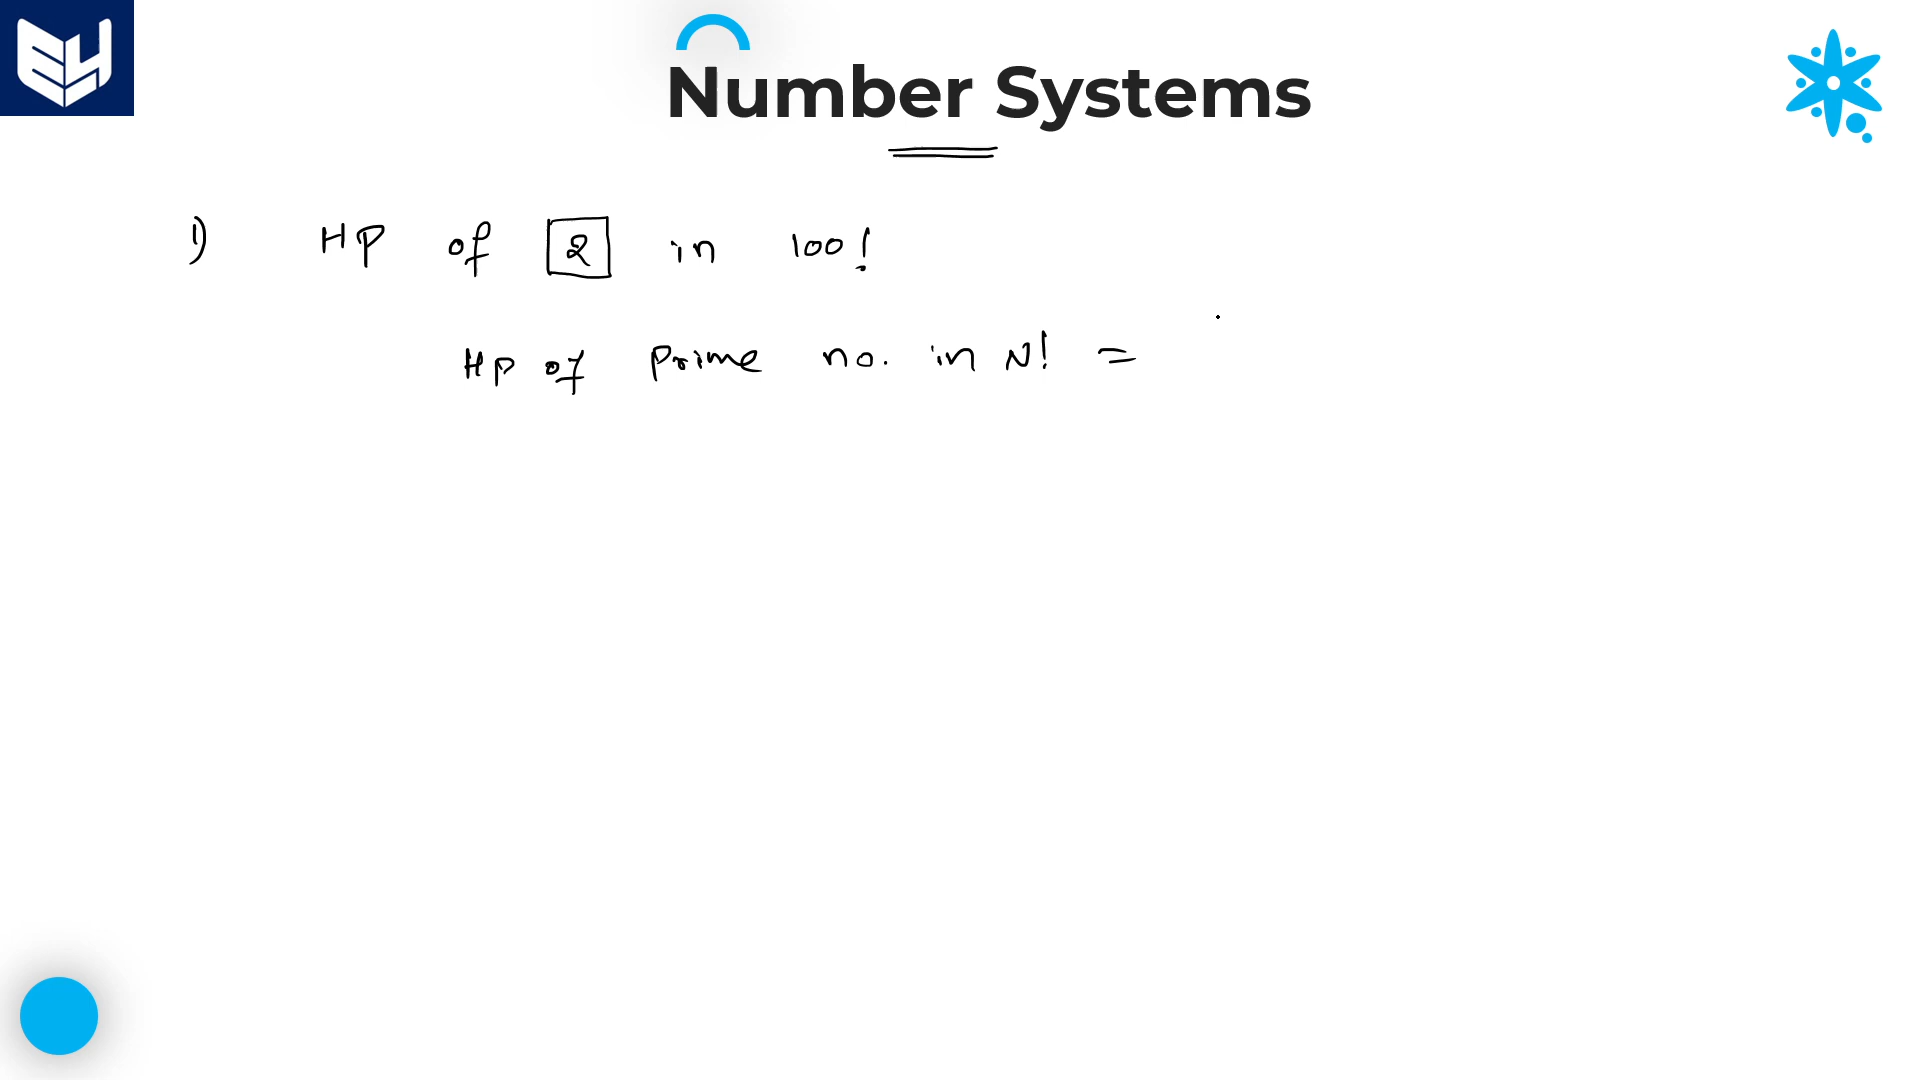 Number Systems
1) HP of 2 in 100!
HP of Prime no. in N! =